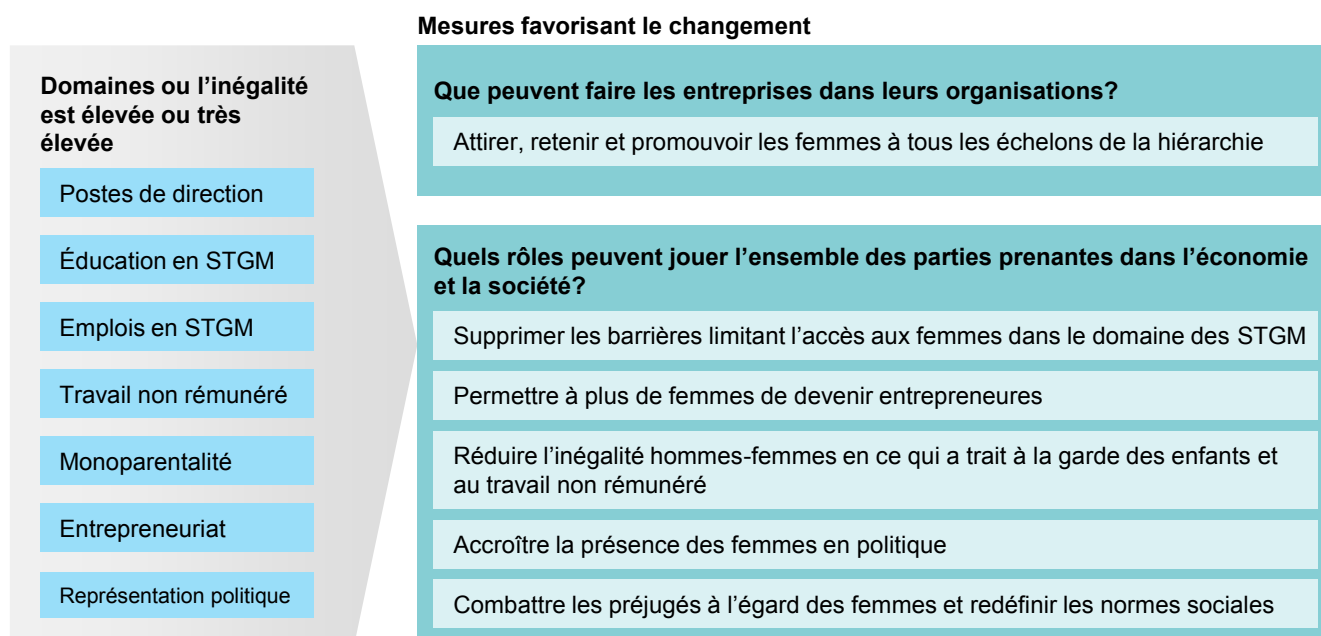 Mesures favorisant le changement
Domaines ou l’inégalité
est élevée ou très
élevée
Postes de direction
Éducation en STGM
Emplois en STGM
Travail non rémunéré
Monoparentalité
Entrepreneuriat
Représentation politique
Que peuvent faire les entreprises dans leurs organisations?
Attirer, retenir et promouvoir les femmes à tous les échelons de la hiérarchie
Quels rôles peuvent jouer l’ensemble des parties prenantes dans l’économie
et la société?
Supprimer les barrières limitant l’accès aux femmes dans le domaine des STGM
Permettre à plus de femmes de devenir entrepreneures
Réduire l’inégalité hommes-femmes en ce qui a trait à la garde des enfants et
au travail non rémunéré
Accroître la présence des femmes en politique
Combattre les préjugés à l’égard des femmes et redéfinir les normes sociales